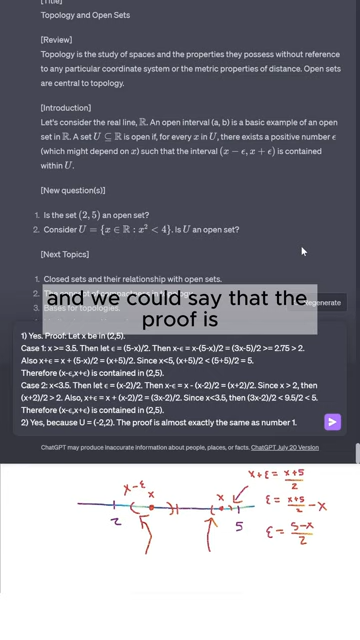 [Title]
Topology and Open Sets
[Review]
Topology is the study of spaces and the properties they possess without reference
to any particular coordinate system or the metric properties of distance. Open sets
are central to topology.
[Introduction]
Let's consider the real line, ℝ. An open interval (a, b) is a basic example of an open
set in ℝ. A set U ⊆ ℝ is open if, for every x in U, there exists a positive number ϵ
(which might depend on x) such that the interval (x − ϵ, x + ϵ) is contained
within U.
[New question(s)]
1. Is the set (2, 5) an open set?
2. Consider U = {x ∈ ℝ : x² < 4}. Is U an open set?
[Next Topics]
1. Closed sets and their relationship with open sets.
2. The
3. Bases for topologies.
and we could say that the
proof is
1) Yes. Proof: Let x be in (2,5).
Case 1: x >= 3.5. Then let ϵ = (5-x)/2. Then x-ϵ = x-(5-x)/2 = (3x-5)/2 >= 2.75 > 2.
Also x+ϵ = x + (5-x)/2 = (x+5)/2. Since x<5, (x+5)/2 < (5+5)/2 = 5.
Therefore (x-ϵ,x+ϵ) is contained in (2,5).
Case 2: x<3.5. Then let ϵ = (x-2)/2. Then x-ϵ = x - (x-2)/2 = (x+2)/2. Since x > 2, then
(x+2)/2 > 2. Also, x+ϵ = x + (x-2)/2 = (3x-2)/2. Since x<3.5, then (3x-2)/2 < 9.5/2 < 5.
Therefore (x-ϵ,x+ϵ) is contained in (2,5).
2) Yes, because U = (-2,2). The proof is almost exactly the same as number 1.
ChatGPT may produce inaccurate information about people, places, or facts. ChatGPT July 20 Version
x+ε = x+5/2
x-ε
x
x
ε = x+5/2 - x
2
5
ε = 5-x/2